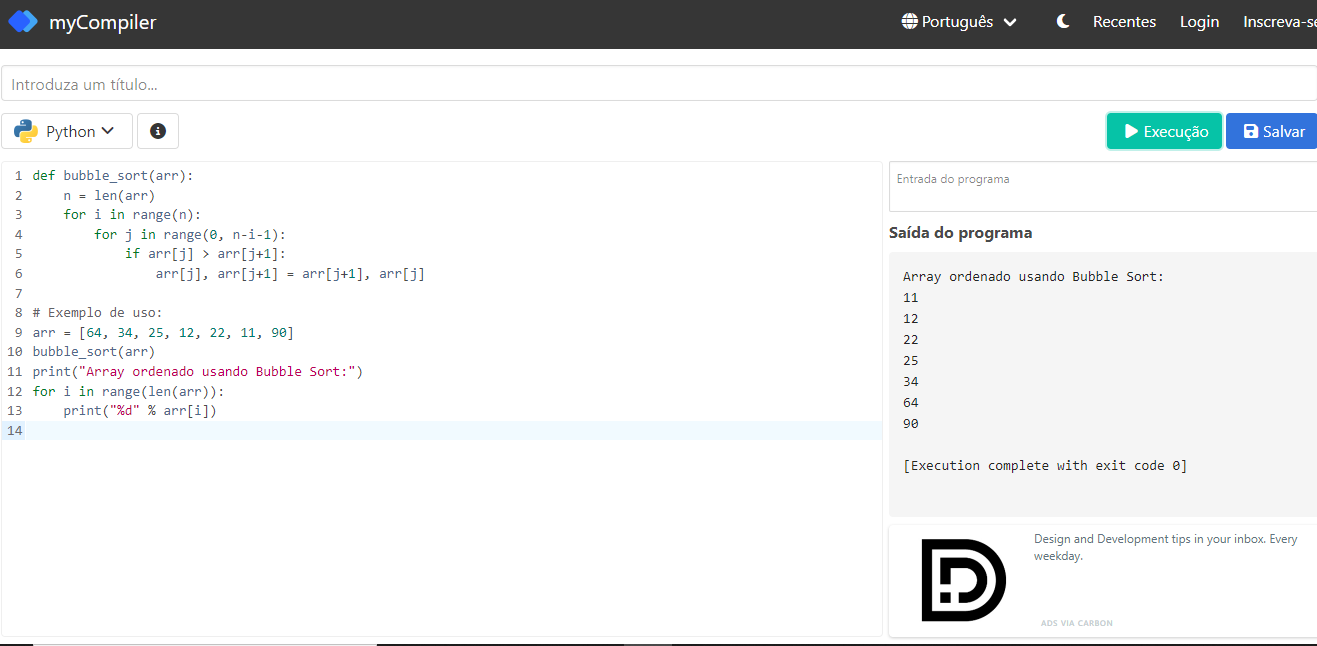 myCompiler
Português
Recentes
Login
Inscreva-se
Introduza um título...
Python
Execução
Salvar
1 def bubble_sort(arr):
2     n = len(arr)
3     for i in range(n):
4         for j in range(0, n-i-1):
5             if arr[j] > arr[j+1]:
6                 arr[j], arr[j+1] = arr[j+1], arr[j]
7
8 # Exemplo de uso:
9 arr = [64, 34, 25, 12, 22, 11, 90]
10 bubble_sort(arr)
11 print("Array ordenado usando Bubble Sort:")
12 for i in range(len(arr)):
13     print("%d" % arr[i])
14
Entrada do programa
Saída do programa
Array ordenado usando Bubble Sort:
11
12
22
25
34
64
90
[Execution complete with exit code 0]
Design and Development tips in your inbox. Every
weekday.
ADS VIA CARBON